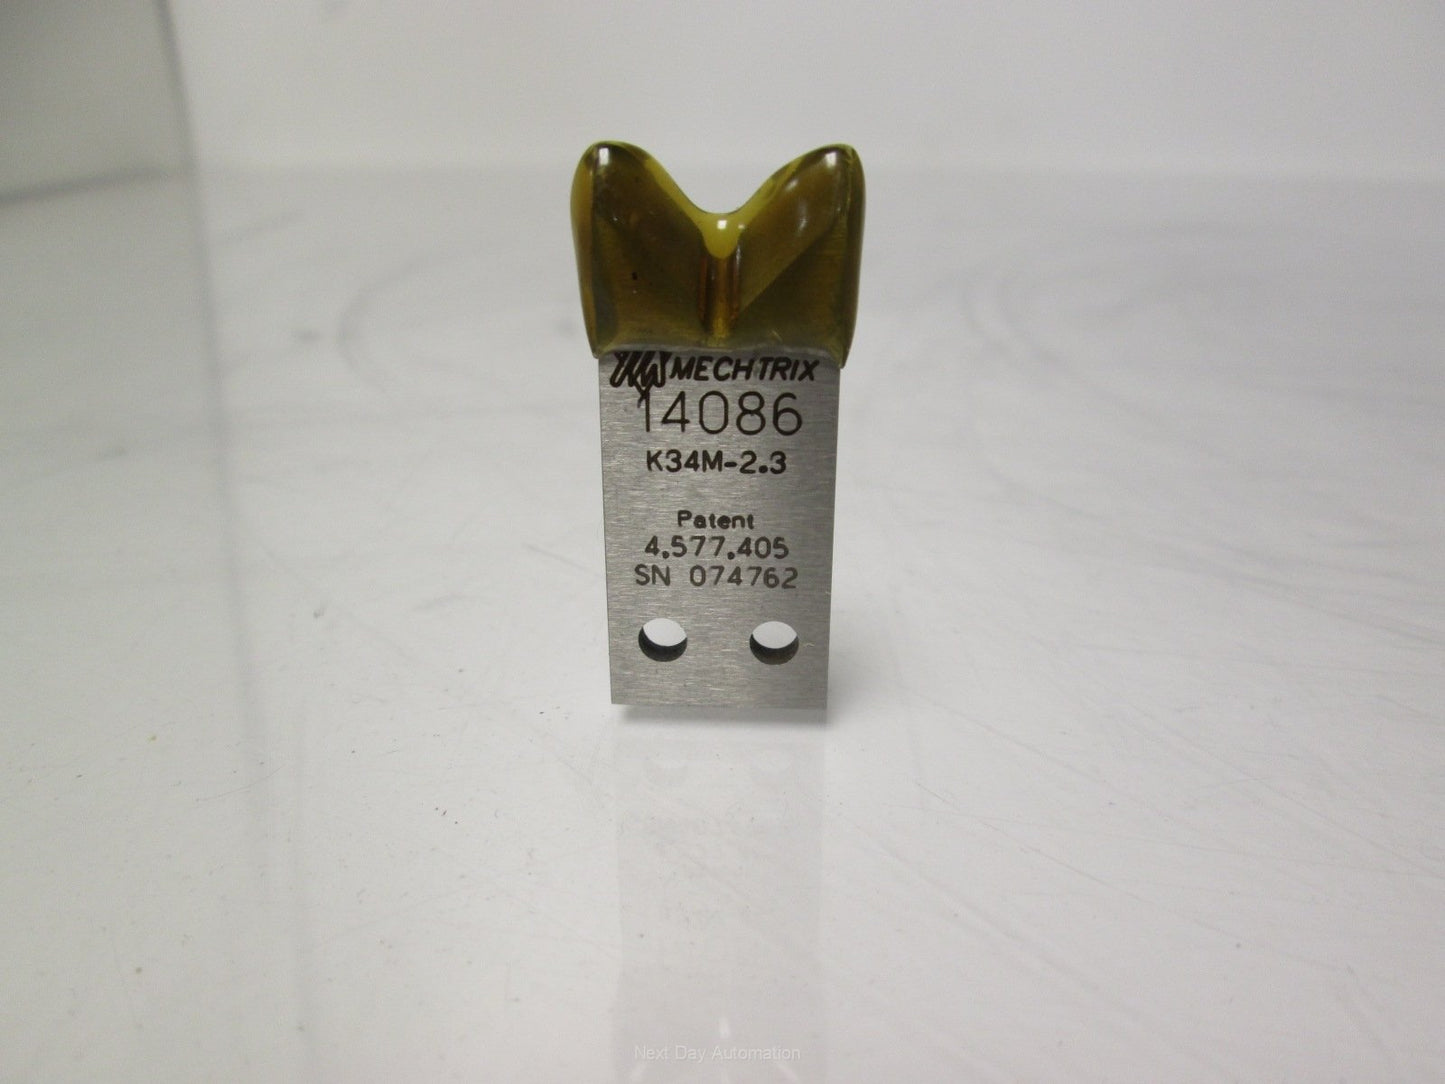 MECHTRIX
14086
K34M-2.3
Patent
4,577,405
SN 074762
Next Day Automation